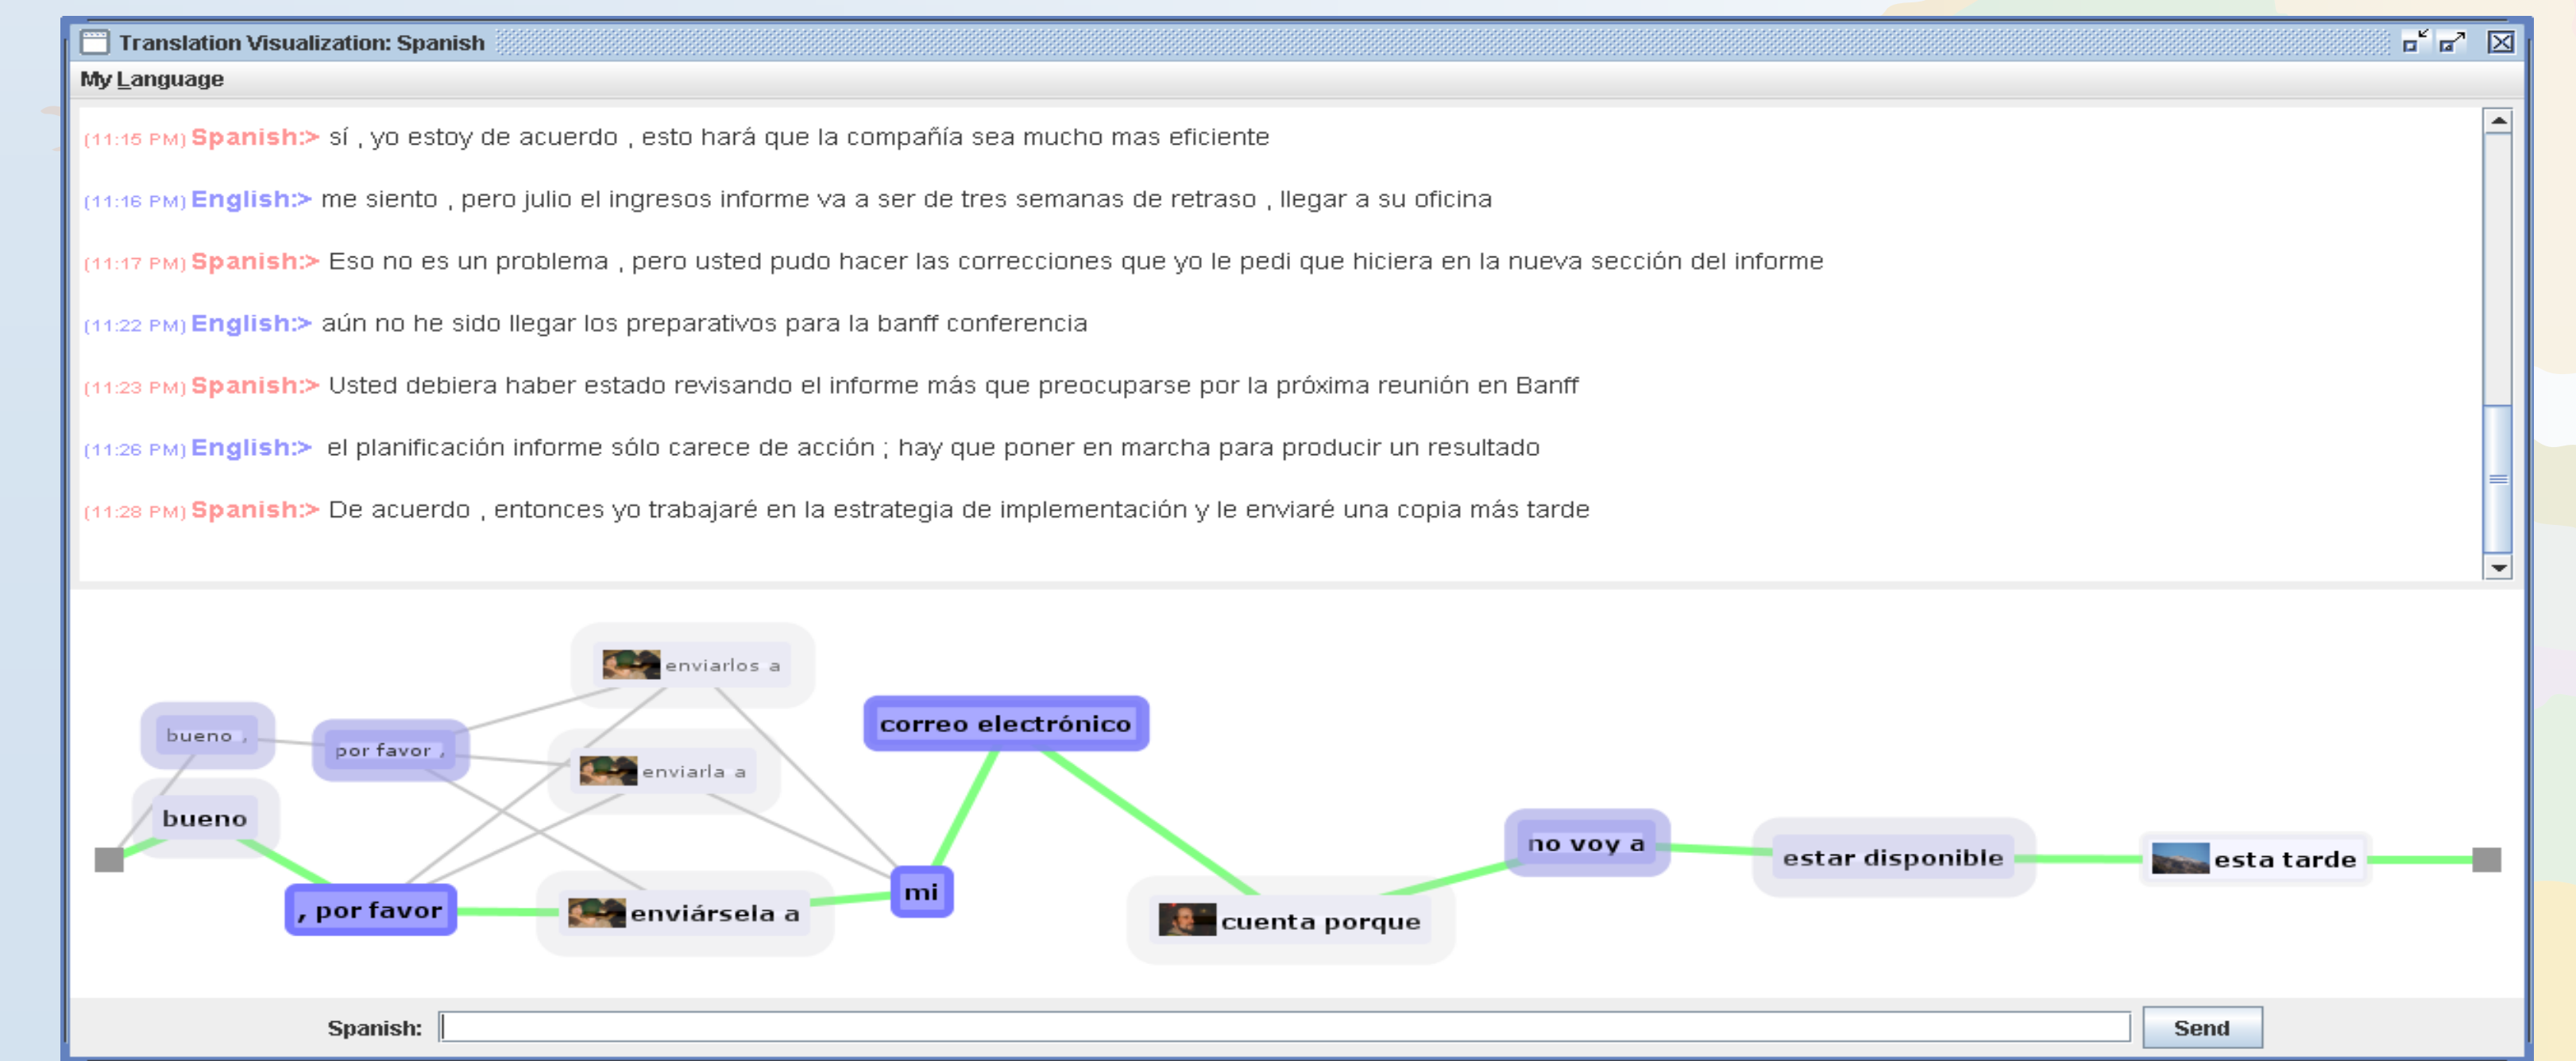 Translation Visualization: Spanish
My Language
(11:15 PM) Spanish:> sí , yo estoy de acuerdo , esto hará que la compañía sea mucho mas eficiente
(11:16 PM) English:> me siento , pero julio el ingresos informe va a ser de tres semanas de retraso , llegar a su oficina
(11:17 PM) Spanish:> Eso no es un problema , pero usted pudo hacer las correcciones que yo le pedi que hiciera en la nueva sección del informe
(11:22 PM) English:> aún no he sido llegar los preparativos para la banff conferencia
(11:23 PM) Spanish:> Usted debiera haber estado revisando el informe más que preocuparse por la próxima reunión en Banff
(11:26 PM) English:> el planificación informe sólo carece de acción ; hay que poner en marcha para producir un resultado
(11:28 PM) Spanish:> De acuerdo , entonces yo trabajaré en la estrategia de implementación y le enviaré una copia más tarde
enviarlos a
bueno ,
por favor ,
enviarla a
correo electrónico
bueno
, por favor
enviársela a
mi
cuenta porque
no voy a
estar disponible
esta tarde
Spanish:
Send